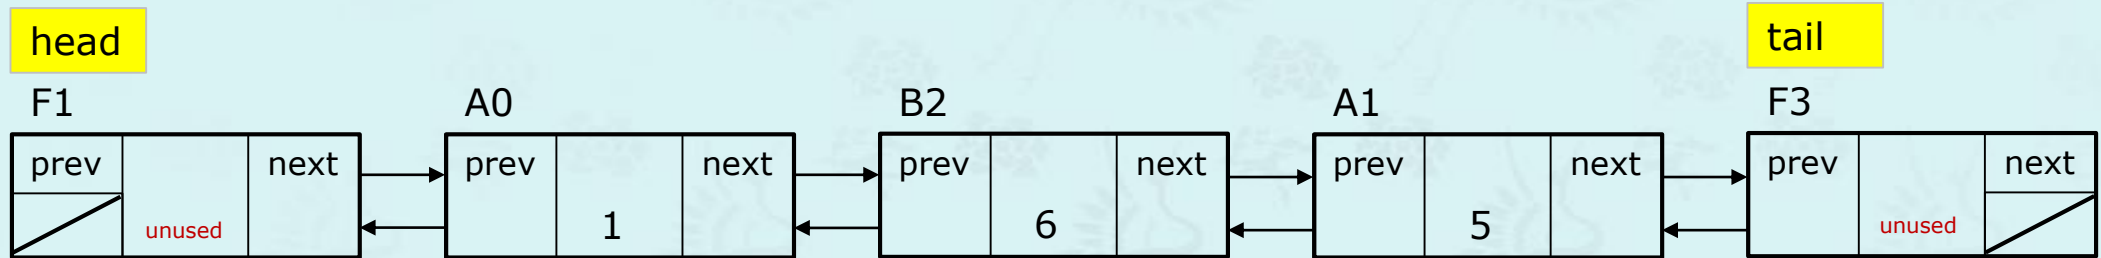 head
tail
F1 A0 B2 A1 F3
prev next prev next prev next prev next prev next
unused 1 6 5 unused